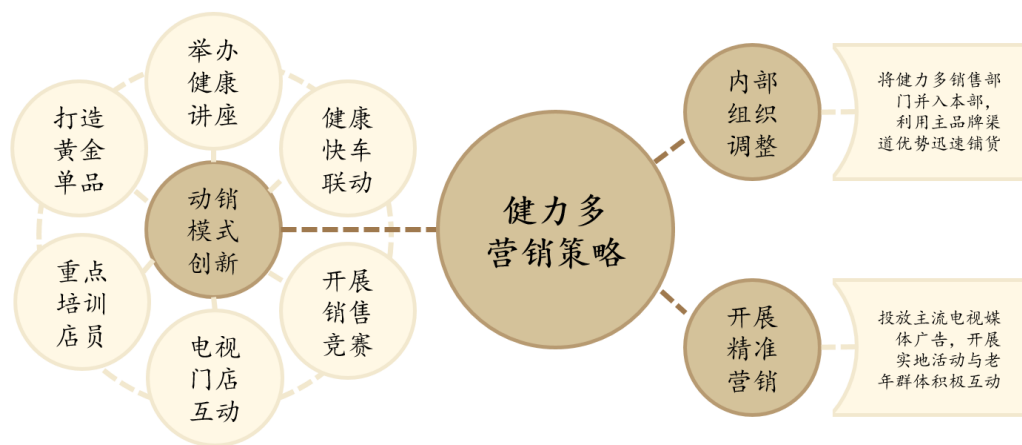 举办
健康
讲座
打造
黄金
单品
健康
快车
联动
动销
模式
创新
重点
培训
店员
开展
销售
竞赛
电视
门店
互动
健力多
营销策略
内部
组织
调整
将健力多销售部
门并入本部，
利用主品牌渠
道优势迅速铺货
开展
精准
营销
投放主流电视媒
体广告，开展
实地活动与老
年群体积极互动